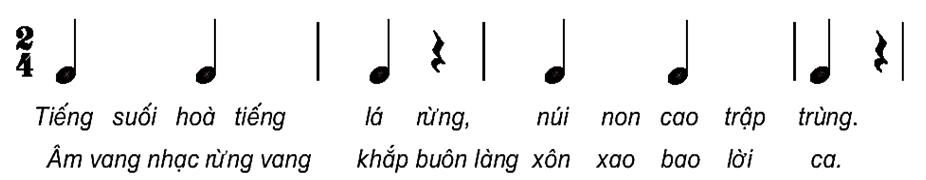 2
4
Tiếng suối hoà tiếng lá rừng, núi non cao trập trùng.
Âm vang nhạc rừng vang khắp buôn làng xôn xao bao lời ca.